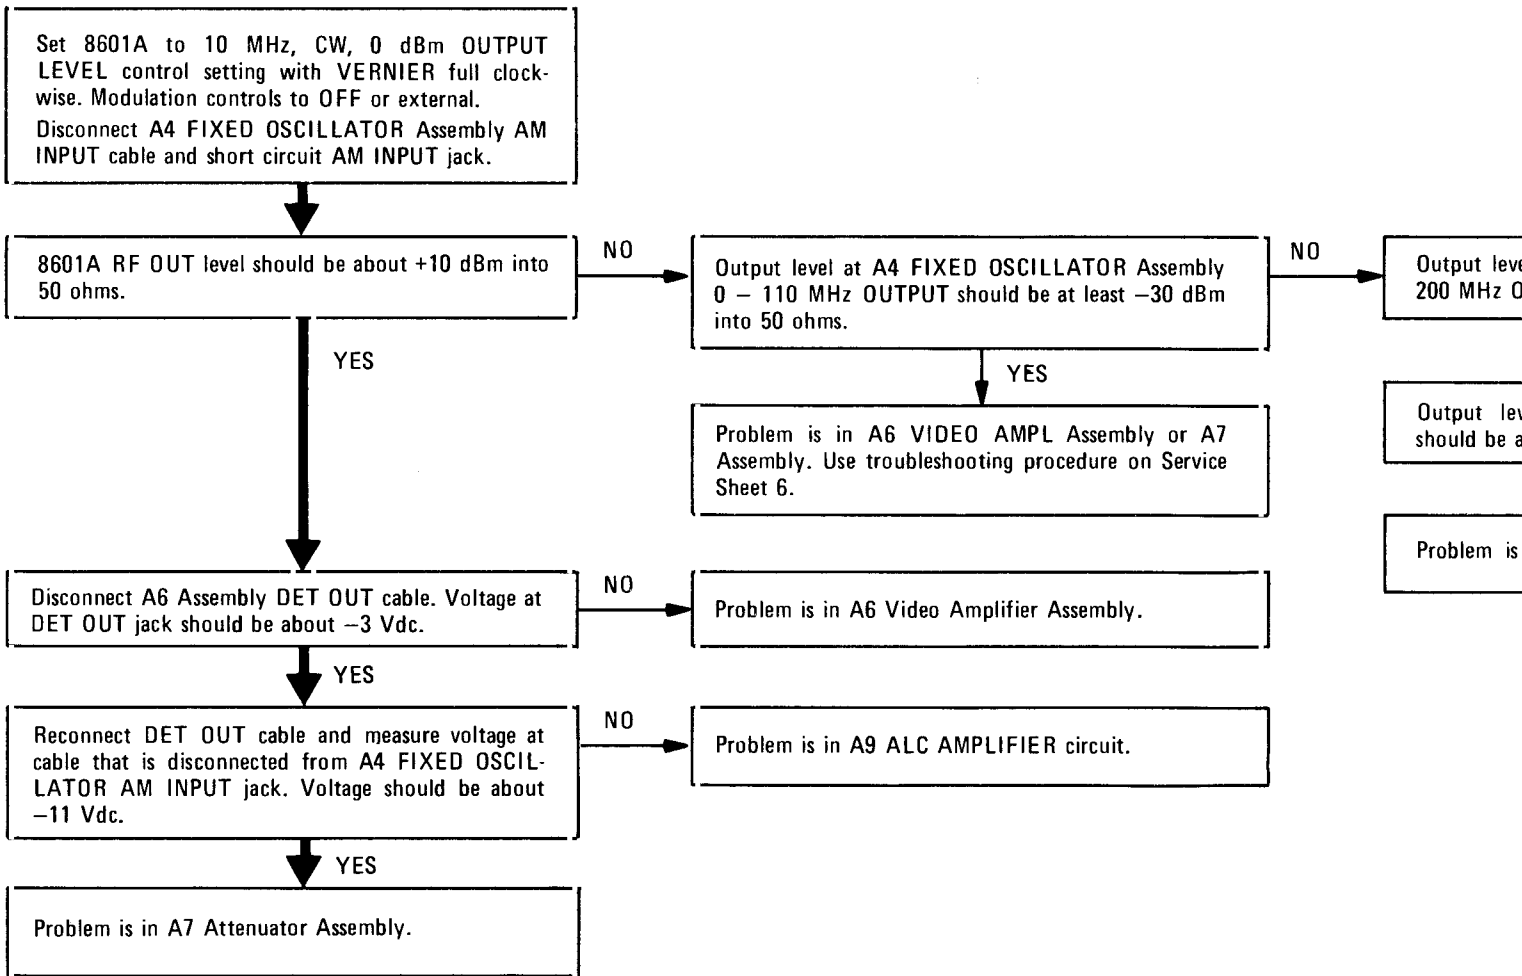 Set 8601A to 10 MHz, CW, 0 dBm OUTPUT
LEVEL control setting with VERNIER full clock-
wise. Modulation controls to OFF or external.
Disconnect A4 FIXED OSCILLATOR Assembly AM
INPUT cable and short circuit AM INPUT jack.
8601A RF OUT level should be about +10 dBm into
50 ohms.
NO
Output level at A4 FIXED OSCILLATOR Assembly
0 – 110 MHz OUTPUT should be at least –30 dBm
into 50 ohms.
NO
Output
200 MHz
YES
YES
Problem is in A6 VIDEO AMPL Assembly or A7
Assembly. Use troubleshooting procedure on Service
Sheet 6.
Output
should be
Problem is
Disconnect A6 Assembly DET OUT cable. Voltage at
DET OUT jack should be about –3 Vdc.
NO
Problem is in A6 Video Amplifier Assembly.
YES
Reconnect DET OUT cable and measure voltage at
cable that is disconnected from A4 FIXED OSCIL-
LATOR AM INPUT jack. Voltage should be about
–11 Vdc.
NO
Problem is in A9 ALC AMPLIFIER circuit.
YES
Problem is in A7 Attenuator Assembly.